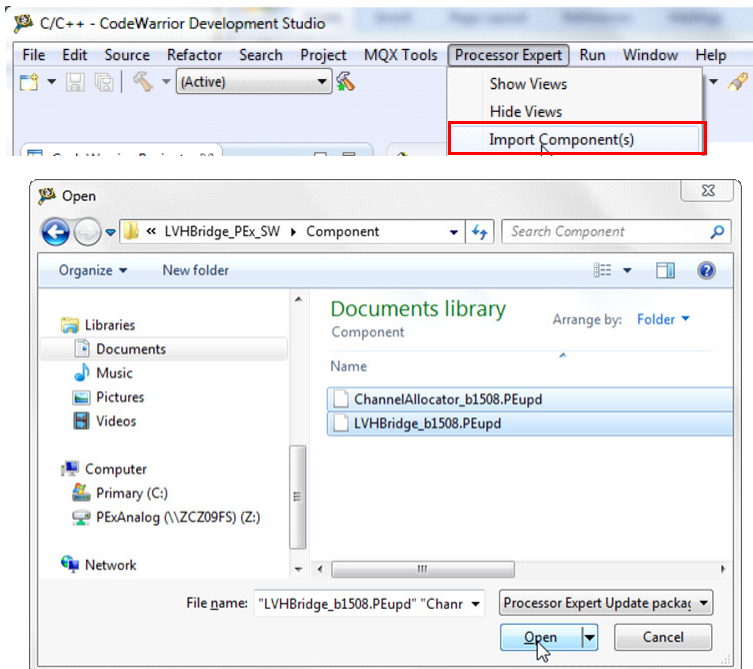 C/C++ - CodeWarrior Development Studio
File Edit Source Refactor Search Project MQX Tools Processor Expert Run Window Help
(Active)
Show Views
Hide Views
Import Component(s)
Open
« LVHBridge_PEx_SW Component
Search Component
Organize New folder
Libraries
Documents
Music
Pictures
Videos
Computer
Primary (C:)
PExAnalog (\\ZCZ09FS) (Z:)
Network
Documents library
Component
Arrange by: Folder
Name
ChannelAllocator_b1508.PEupd
LVHBridge_b1508.PEupd
File name: "LVHBridge_b1508.PEupd" "Chanr
Processor Expert Update packag
Open Cancel